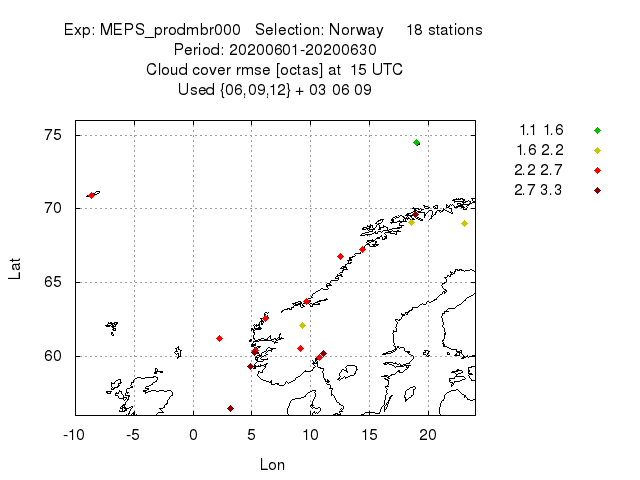 Exp: MEPS_prodmbr000 Selection: Norway 18 stations
Period: 20200601-20200630
Cloud cover rmse [octas] at 15 UTC
Used {06,09,12} + 03 06 09
1.1 1.6
1.6 2.2
2.2 2.7
2.7 3.3
75
70
65
60
Lat
-10 -5 0 5 10 15 20
Lon